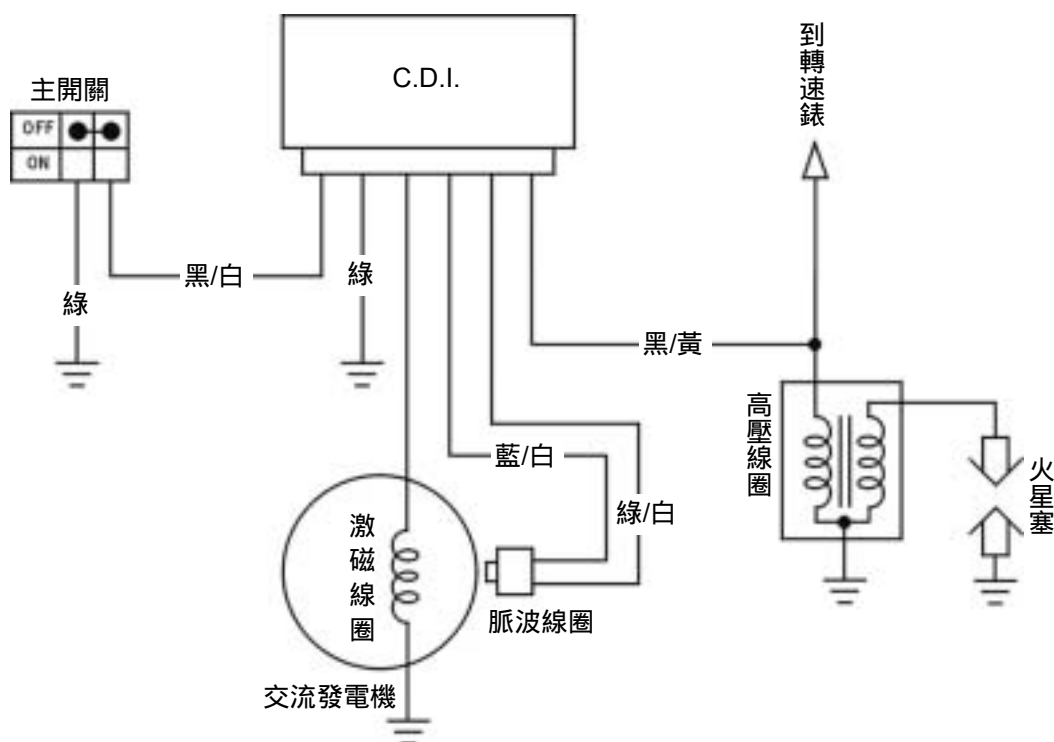 C.D.I.
到轉速錶
主開關
OFF
ON
黑/白
綠
綠
黑/黃
高壓線圈
火星塞
藍/白
綠/白
激磁線圈
脈波線圈
交流發電機